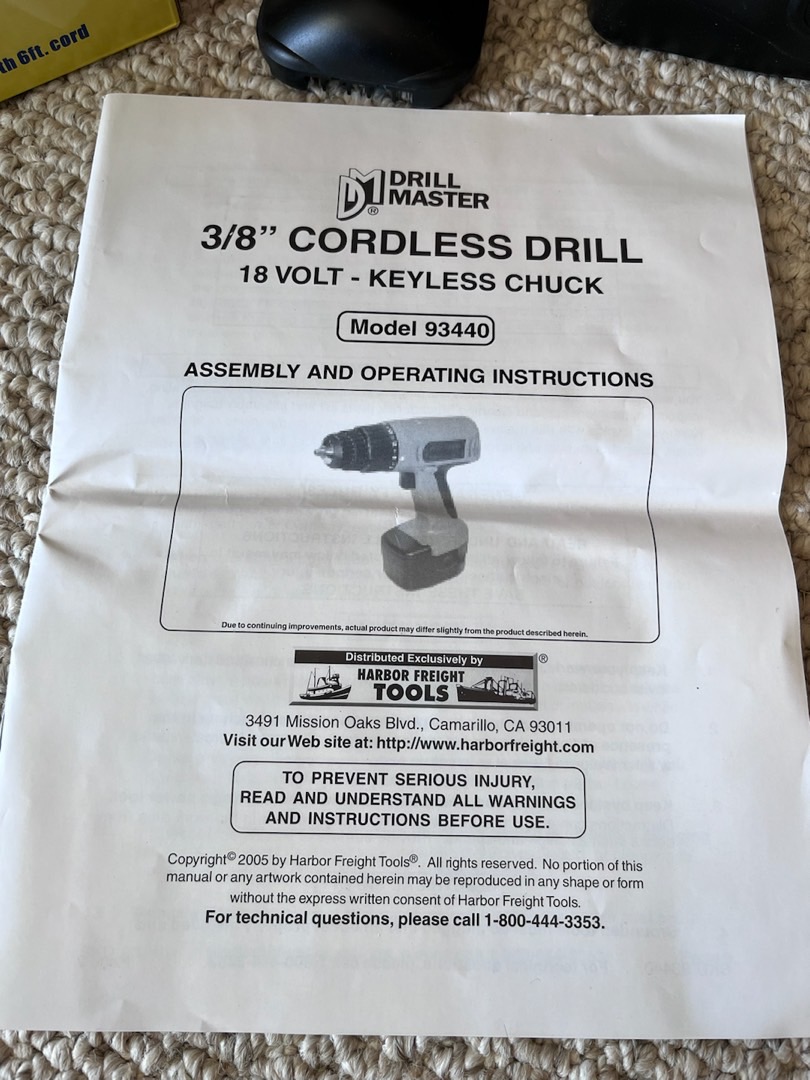 th 6ft. cord
DM®
DRILL
MASTER
3/8” CORDLESS DRILL
18 VOLT - KEYLESS CHUCK
Model 93440
ASSEMBLY AND OPERATING INSTRUCTIONS
Due to continuing improvements, actual product may differ slightly from the product described herein.
Distributed Exclusively by
HARBOR FREIGHT
TOOLS
®
3491 Mission Oaks Blvd., Camarillo, CA 93011
Visit our Web site at: http://www.harborfreight.com
TO PREVENT SERIOUS INJURY,
READ AND UNDERSTAND ALL WARNINGS
AND INSTRUCTIONS BEFORE USE.
Copyright© 2005 by Harbor Freight Tools®. All rights reserved. No portion of this
manual or any artwork contained herein may be reproduced in any shape or form
without the express written consent of Harbor Freight Tools.
For technical questions, please call 1-800-444-3353.